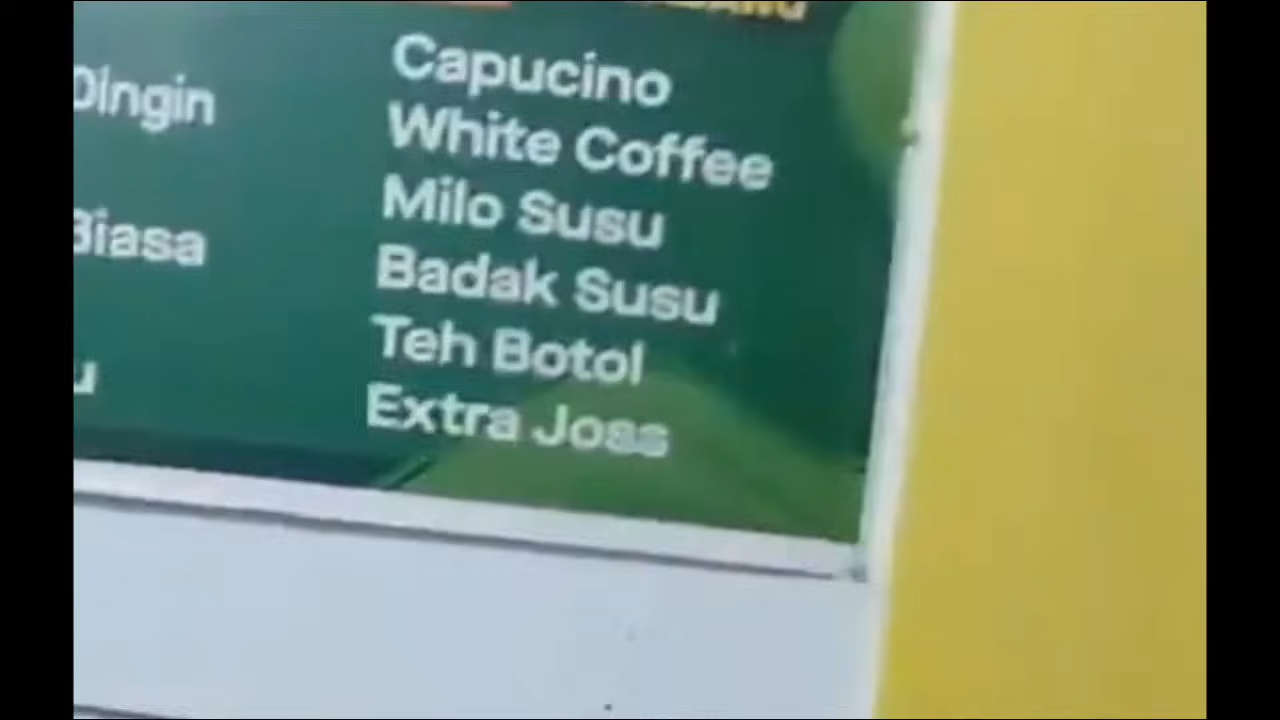 Capucino
White Coffee
Milo Susu
Badak Susu
Teh Botol
Extra Joss
Dingin
Biasa